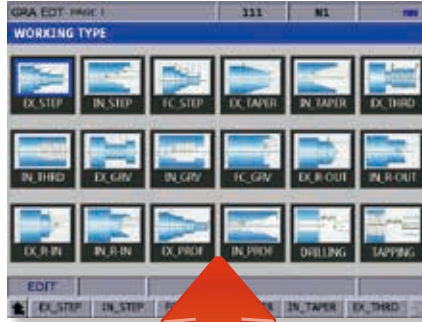 GRA EDT PAGE 1 111 N1
WORKING TYPE
EX_STEP IN_STEP FC_STEP EX_TAPER IN_TAPER EX_THRD
IN_THRD EX_GRV IN_GRV FC_GRV EX_R-OUT IN_R-OUT
EX_R-IN IN_R-IN EX_PROF IN_PROF DRILLING TAPPING
EDIT
EX_STEP IN_STEP IN_TAPER EX_THRD